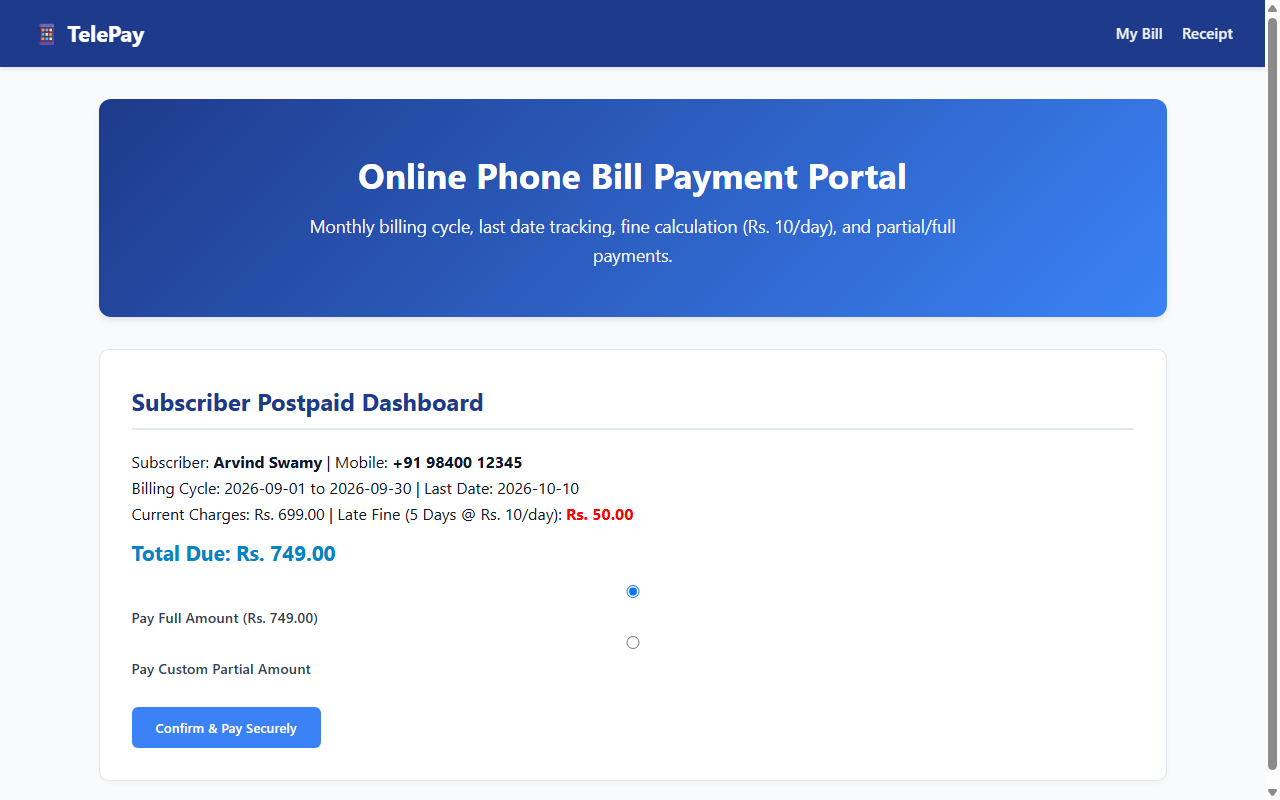 TelePay
My Bill
Receipt
Online Phone Bill Payment Portal
Monthly billing cycle, last date tracking, fine calculation (Rs. 10/day), and partial/full
payments.
Subscriber Postpaid Dashboard
Subscriber: Arvind Swamy | Mobile: +91 98400 12345
Billing Cycle: 2026-09-01 to 2026-09-30 | Last Date: 2026-10-10
Current Charges: Rs. 699.00 | Late Fine (5 Days @ Rs. 10/day): Rs. 50.00
Total Due: Rs. 749.00
Pay Full Amount (Rs. 749.00)
Pay Custom Partial Amount
Confirm & Pay Securely